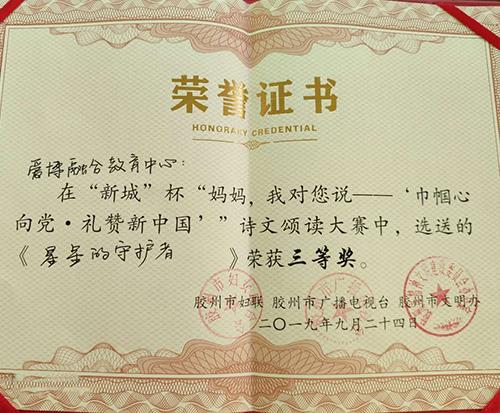 荣誉证书
HONORARY CREDENTIAL
爱博融合教育中心：
在“新城”杯“妈妈，我对您说——‘巾帼心
向党·礼赞新中国’”诗文颂读大赛中，选送的
《星星的守护者》荣获三等奖。
胶州市妇联 胶州市广播电视台 胶州市文明办
二〇一九年九月二十四日